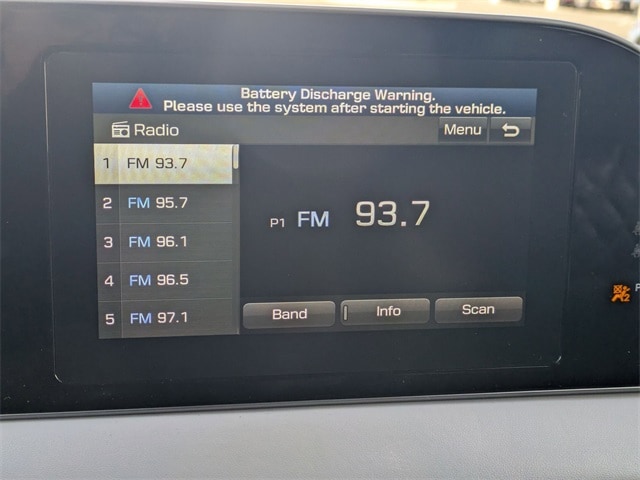 Battery Discharge Warning.
Please use the system after starting the vehicle.
Radio
Menu
1 FM 93.7
2 FM 95.7
3 FM 96.1
4 FM 96.5
5 FM 97.1
P1 FM 93.7
Band
Info
Scan
P
2